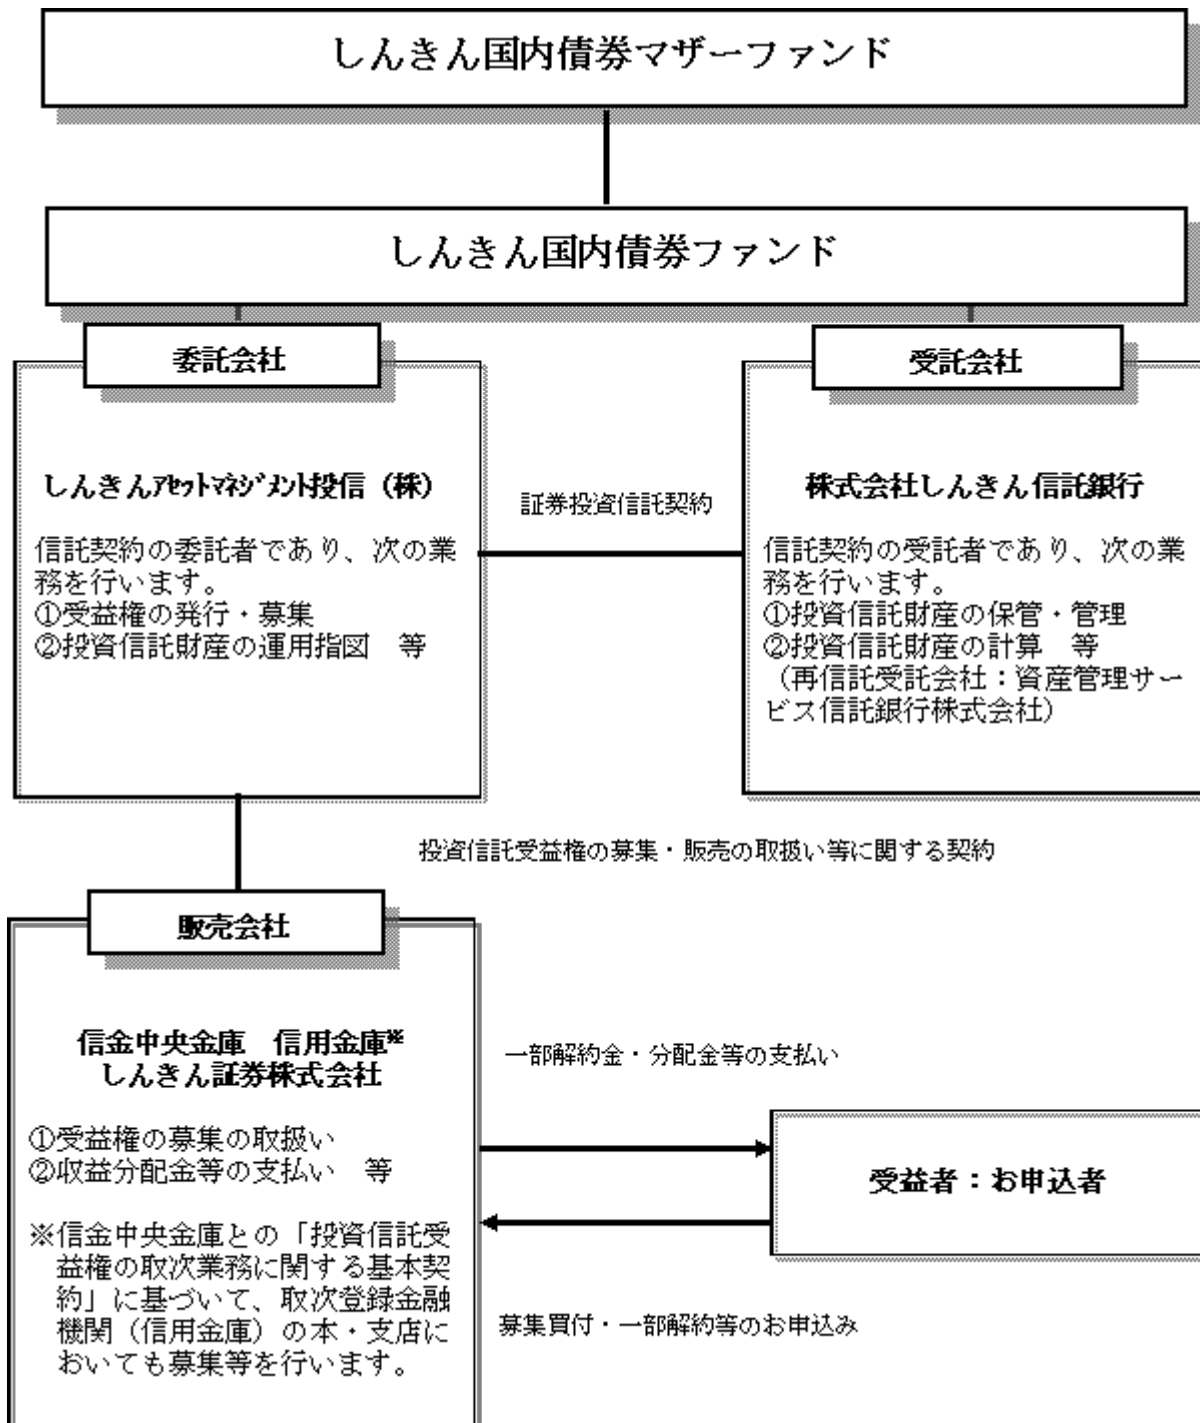 しんきん国内債券マザーファンド
しんきん国内債券ファンド
委託会社
しんきんｱｾｯﾄﾏﾈｼﾞﾒﾝﾄ投信（株）
信託契約の委託者であり、次の業
務を行います。
①受益権の発行・募集
②投資信託財産の運用指図　等
証券投資信託契約
受託会社
株式会社しんきん信託銀行
信託契約の受託者であり、次の業
務を行います。
①投資信託財産の保管・管理
②投資信託財産の計算　等
（再信託受託会社：資産管理サー
ビス信託銀行株式会社）
投資信託受益権の募集・販売の取扱い等に関する契約
販売会社
信金中央金庫　信用金庫※
しんきん証券株式会社
①受益権の募集の取扱い
②収益分配金等の支払い　等
※信金中央金庫との「投資信託受
益権の取次業務に関する基本契
約」に基づいて、取次登録金融
機関（信用金庫）の本・支店に
おいても募集等を行います。
一部解約金・分配金等の支払い
受益者：お申込者
募集買付・一部解約等のお申込み